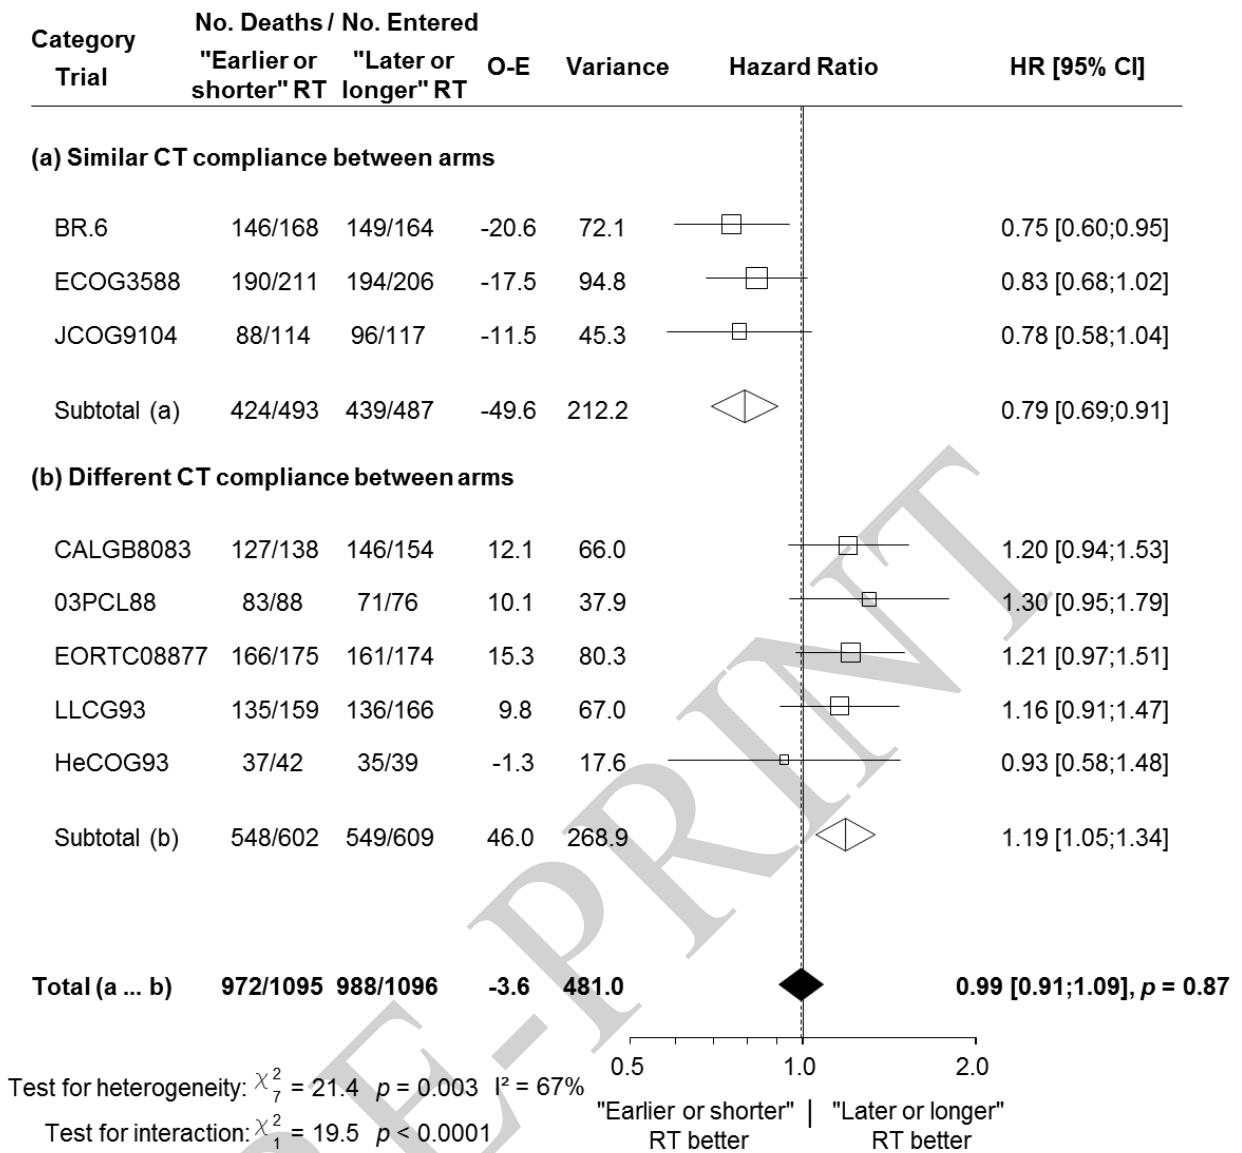 Category
Trial
No. Deaths / No. Entered
"Earlier or shorter" RT
"Later or longer" RT
O-E
Variance
Hazard Ratio
HR [95% CI]
(a) Similar CT compliance between arms
BR.6 146/168 149/164 -20.6 72.1 0.75 [0.60;0.95]
ECOG3588 190/211 194/206 -17.5 94.8 0.83 [0.68;1.02]
JCOG9104 88/114 96/117 -11.5 45.3 0.78 [0.58;1.04]
Subtotal (a) 424/493 439/487 -49.6 212.2 0.79 [0.69;0.91]
(b) Different CT compliance between arms
CALGB8083 127/138 146/154 12.1 66.0 1.20 [0.94;1.53]
03PCL88 83/88 71/76 10.1 37.9 1.30 [0.95;1.79]
EORTC08877 166/175 161/174 15.3 80.3 1.21 [0.97;1.51]
LLCG93 135/159 136/166 9.8 67.0 1.16 [0.91;1.47]
HeCOG93 37/42 35/39 -1.3 17.6 0.93 [0.58;1.48]
Subtotal (b) 548/602 549/609 46.0 268.9 1.19 [1.05;1.34]
Total (a ... b) 972/1095 988/1096 -3.6 481.0 0.99 [0.91;1.09], p = 0.87
0.5 1.0 2.0
Test for heterogeneity: χ²₇ = 21.4 p = 0.003 I² = 67%
Test for interaction: χ²₁ = 19.5 p < 0.0001
"Earlier or shorter" | "Later or longer"
RT better RT better
RE-PRINT